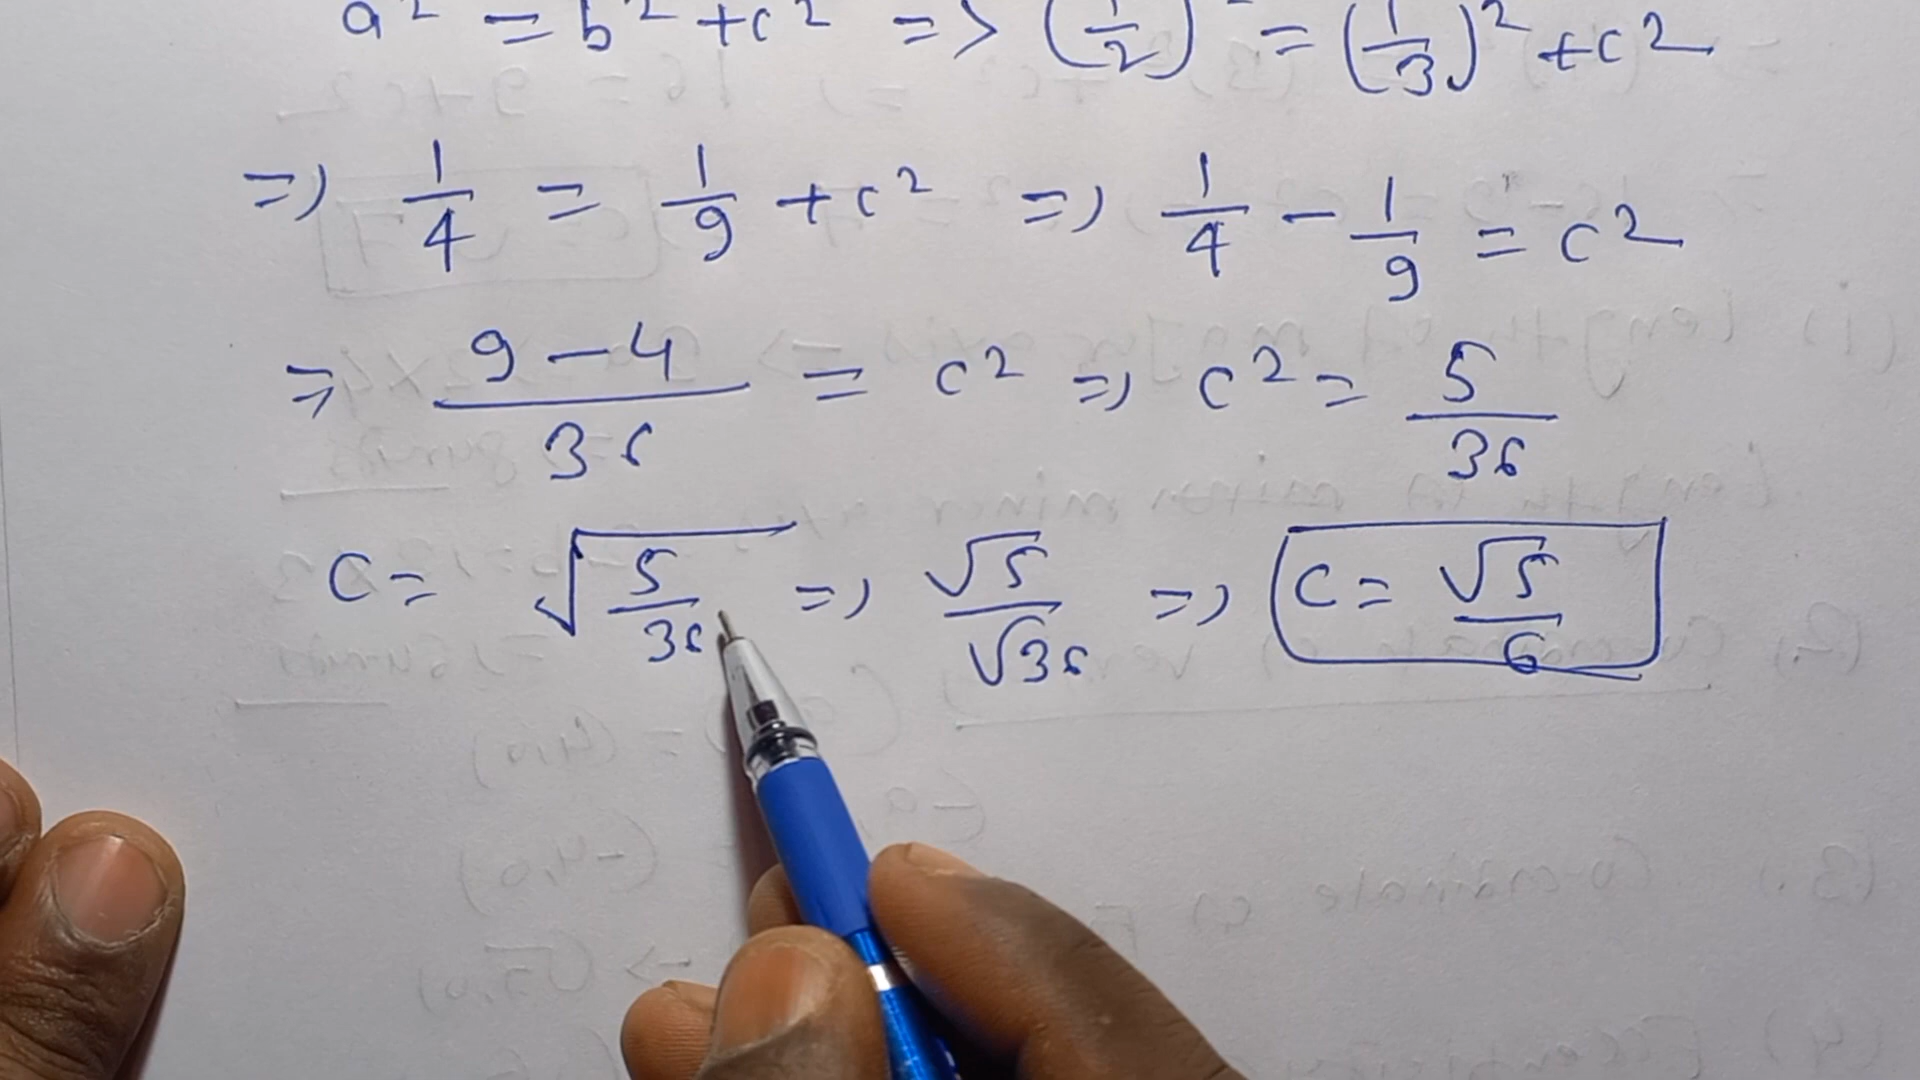 a² = b² + c² => (1/2)² = (1/3)² + c²
=> 1/4 = 1/9 + c² => 1/4 - 1/9 = c²
=> 9-4/36 = c² => c² = 5/36
C = √5/36 => √5/√36 => C = √5/6